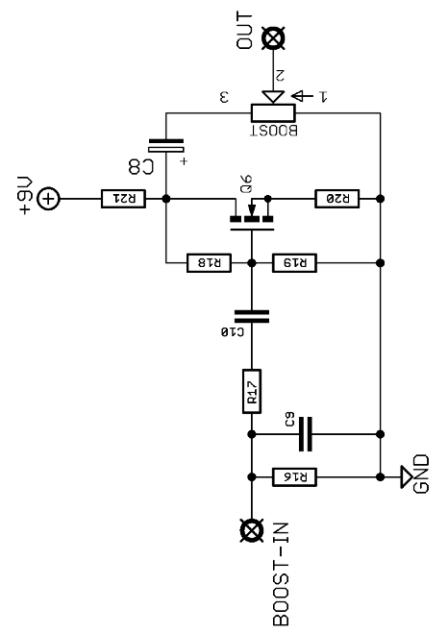 OUT
2
3
1
BOOST
C8
+
Q6
+9V
R21
R20
R18
R19
C10
R17
C9
R16
GND
BOOST-IN